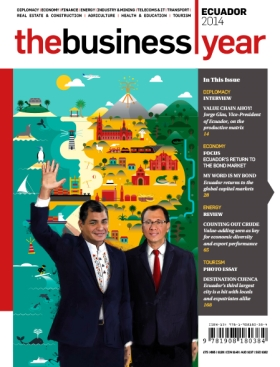 DIPLOMACY | ECONOMY | FINANCE | ENERGY | INDUSTRY & MINING | TELECOMS & IT | TRANSPORT |
REAL ESTATE & CONSTRUCTION | AGRICULTURE | HEALTH & EDUCATION | TOURISM
ECUADOR
2014
thebusiness year
In This Issue
DIPLOMACY
INTERVIEW
VALUE CHAIN AHOY!
Jorge Glas, Vice-President
of Ecuador, on the
productive matrix
14
ECONOMY
FOCUS
ECUADOR'S RETURN TO
THE BOND MARKET
MY WORD IS MY BOND
Ecuador returns to the
global capital markets
28
ENERGY
REVIEW
COUNTING OUT CRUDE
Value-adding seen as key
for economic diversity
and export performance
TOURISM
PHOTO ESSAY
DESTINATION CUENCA
Ecuador's third largest
city is a hit with locals
and expatriates alike
9 781908 180384